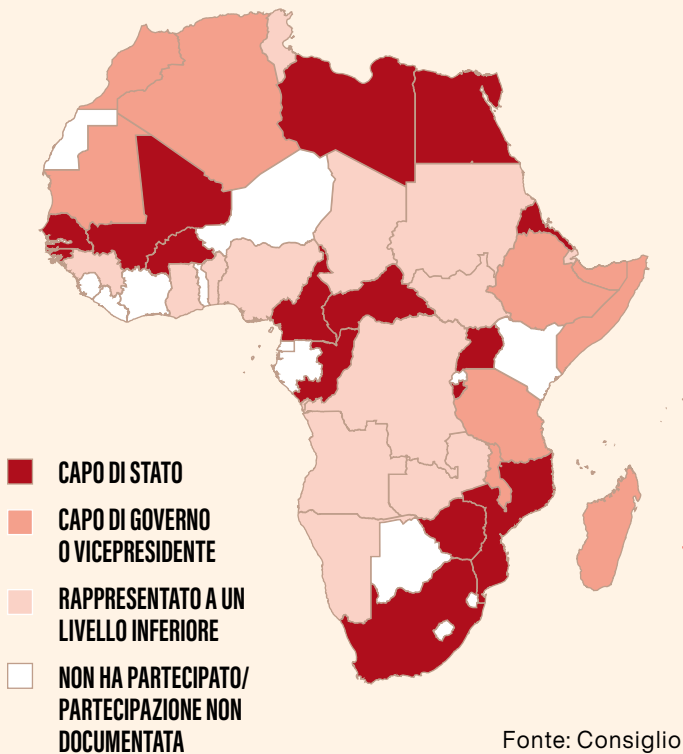 CAPO DI STATO
CAPO DI GOVERNO
O VICEPRESIDENTE
RAPPRESENTATO A UN
LIVELLO INFERIORE
NON HA PARTECIPATO/
PARTECIPAZIONE NON
DOCUMENTATA
Fonte: Consiglio